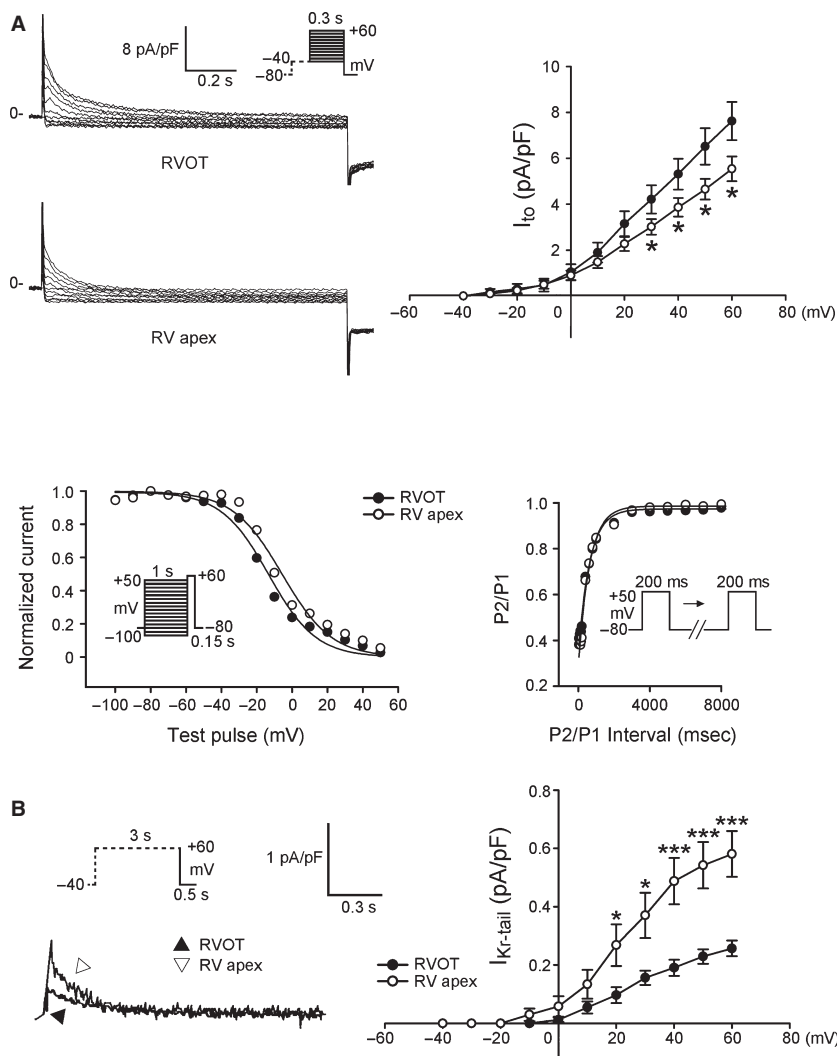 A
8 pA/pF
0.2 s
0.3 s
+60
−40
mV
−80
0-
RVOT
0-
RV apex
I_to (pA/pF)
10
8
6
4
2
* * * *
−60 −40 −20 20 40 60 80 (mV)
Normalized current
1.0
0.8
0.6
0.4
0.2
0
1 s
+50
+60
mV
−80
−100
0.15 s
−100 −80 −60 −40 −20 0 20 40 50 60
Test pulse (mV)
RVOT
RV apex
P2/P1
1.0
0.8
0.6
0.4
0.2
200 ms 200 ms
+50
mV
−80
0 4000 8000
P2/P1 Interval (msec)
B
3 s
+60
mV
−40
0.5 s
1 pA/pF
0.3 s
RVOT
RV apex
RVOT
RV apex
I_Kr-tail (pA/pF)
0.8
0.6
0.4
0.2
* * *** *** ***
−60 −40 −20 0 20 40 60 80 (mV)